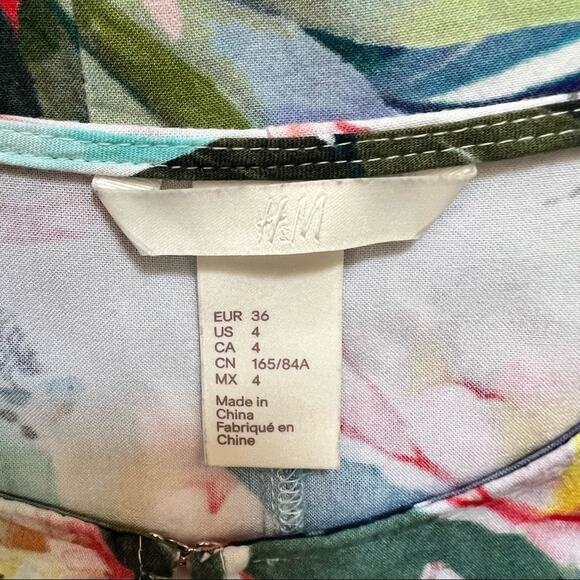 H&M
EUR 36
US 4
CA 4
CN 165/84A
MX 4
Made in
China
Fabriqué en
Chine